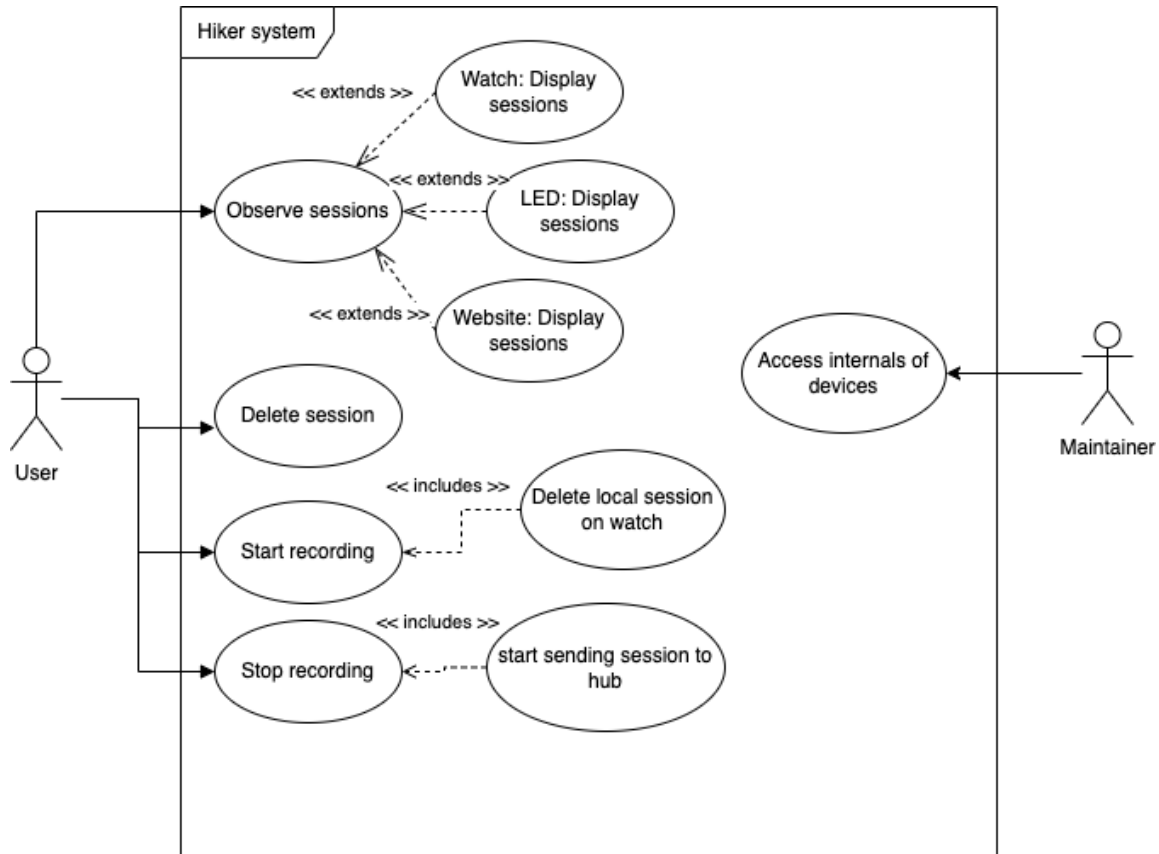 Hiker system
Watch: Display
sessions
<< extends >>
<< extends >>
Observe sessions
LED: Display
sessions
<< extends >>
Website: Display
sessions
Access internals of
devices
Delete session
User
Maintainer
<< includes >>
Delete local session
on watch
Start recording
<< includes >>
start sending session to
hub
Stop recording